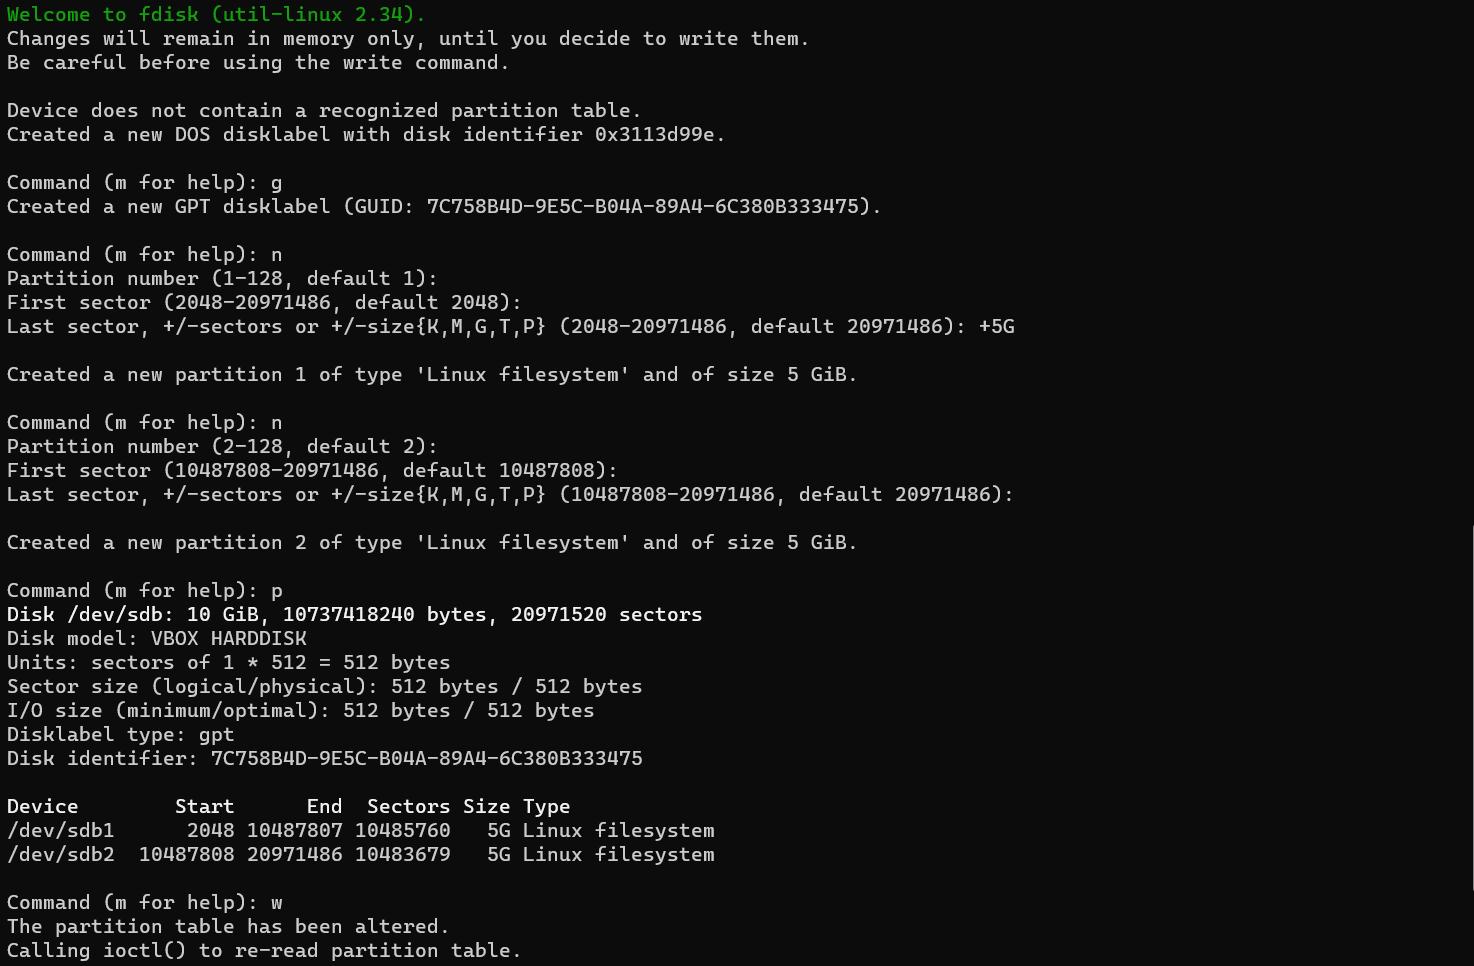 Welcome to fdisk (util-linux 2.34).
Changes will remain in memory only, until you decide to write them.
Be careful before using the write command.

Device does not contain a recognized partition table.
Created a new DOS disklabel with disk identifier 0x3113d99e.

Command (m for help): g
Created a new GPT disklabel (GUID: 7C758B4D-9E5C-B04A-89A4-6C380B333475).

Command (m for help): n
Partition number (1-128, default 1):
First sector (2048-20971486, default 2048):
Last sector, +/-sectors or +/-size{K,M,G,T,P} (2048-20971486, default 20971486): +5G

Created a new partition 1 of type 'Linux filesystem' and of size 5 GiB.

Command (m for help): n
Partition number (2-128, default 2):
First sector (10487808-20971486, default 10487808):
Last sector, +/-sectors or +/-size{K,M,G,T,P} (10487808-20971486, default 20971486):

Created a new partition 2 of type 'Linux filesystem' and of size 5 GiB.

Command (m for help): p
Disk /dev/sdb: 10 GiB, 10737418240 bytes, 20971520 sectors
Disk model: VBOX HARDDISK
Units: sectors of 1 * 512 = 512 bytes
Sector size (logical/physical): 512 bytes / 512 bytes
I/O size (minimum/optimal): 512 bytes / 512 bytes
Disklabel type: gpt
Disk identifier: 7C758B4D-9E5C-B04A-89A4-6C380B333475

Device        Start      End  Sectors Size Type
/dev/sdb1      2048 10487807 10485760   5G Linux filesystem
/dev/sdb2  10487808 20971486 10483679   5G Linux filesystem

Command (m for help): w
The partition table has been altered.
Calling ioctl() to re-read partition table.